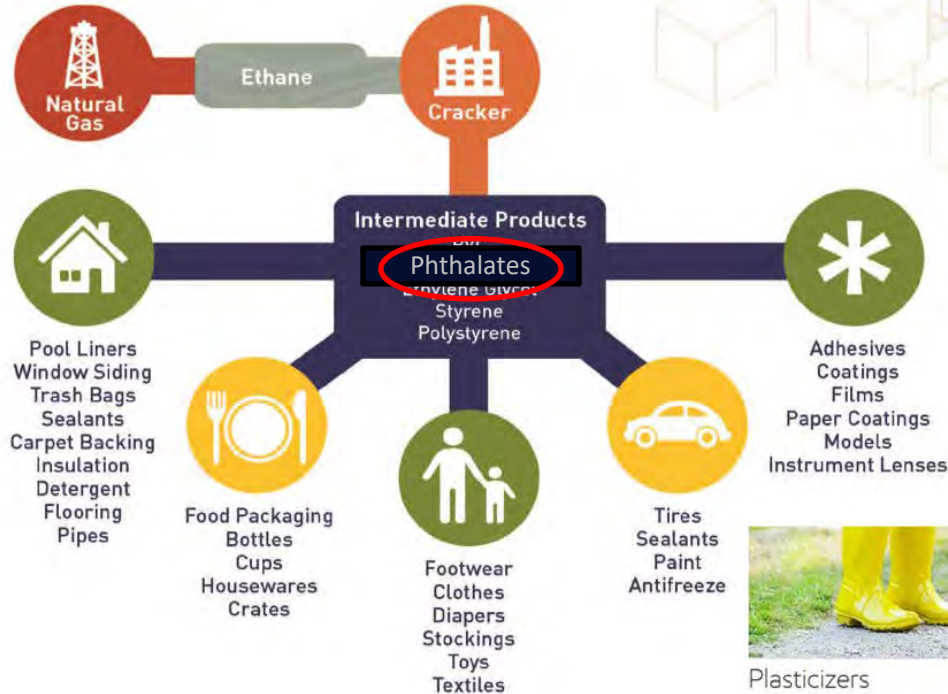 Natural
Gas
Ethane
Cracker
Intermediate Products
Phthalates
Ethylene Glycol
Styrene
Polystyrene
Pool Liners
Window Siding
Trash Bags
Sealants
Carpet Backing
Insulation
Detergent
Flooring
Pipes
Food Packaging
Bottles
Cups
Housewares
Crates
Footwear
Clothes
Diapers
Stockings
Toys
Textiles
Tires
Sealants
Paint
Antifreeze
Adhesives
Coatings
Films
Paper Coatings
Models
Instrument Lenses
Plasticizers